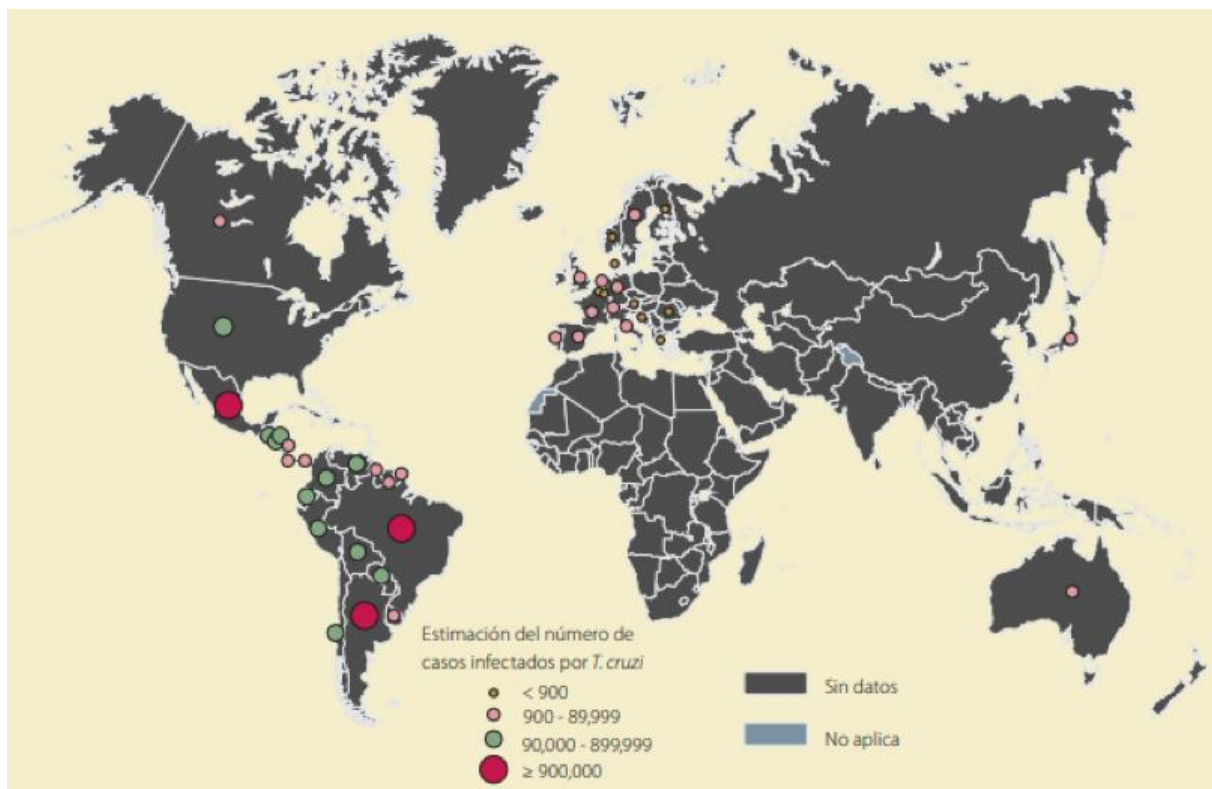 Estimación del número de
casos infectados por T. cruzi
< 900
900 - 89,999
90,000 - 899,999
≥ 900,000
Sin datos
No aplica